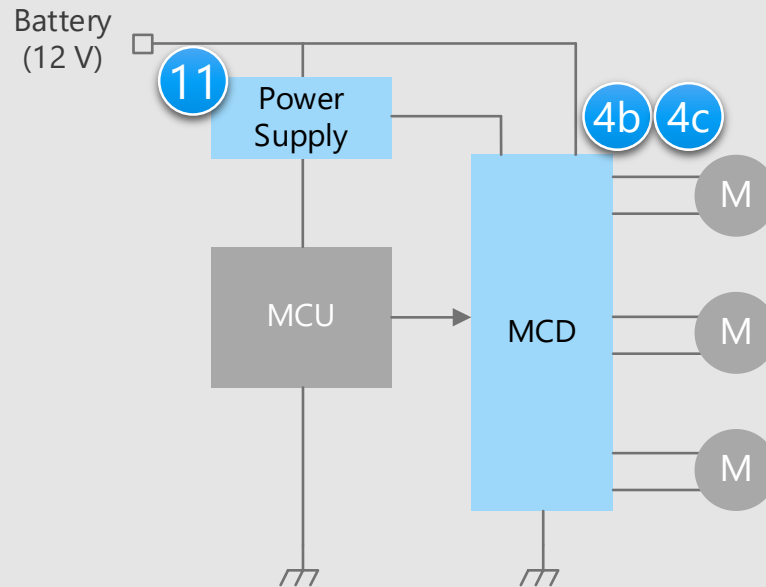 Battery
(12 V)
11
Power
Supply
4b
4c
M
MCU
MCD
M
M